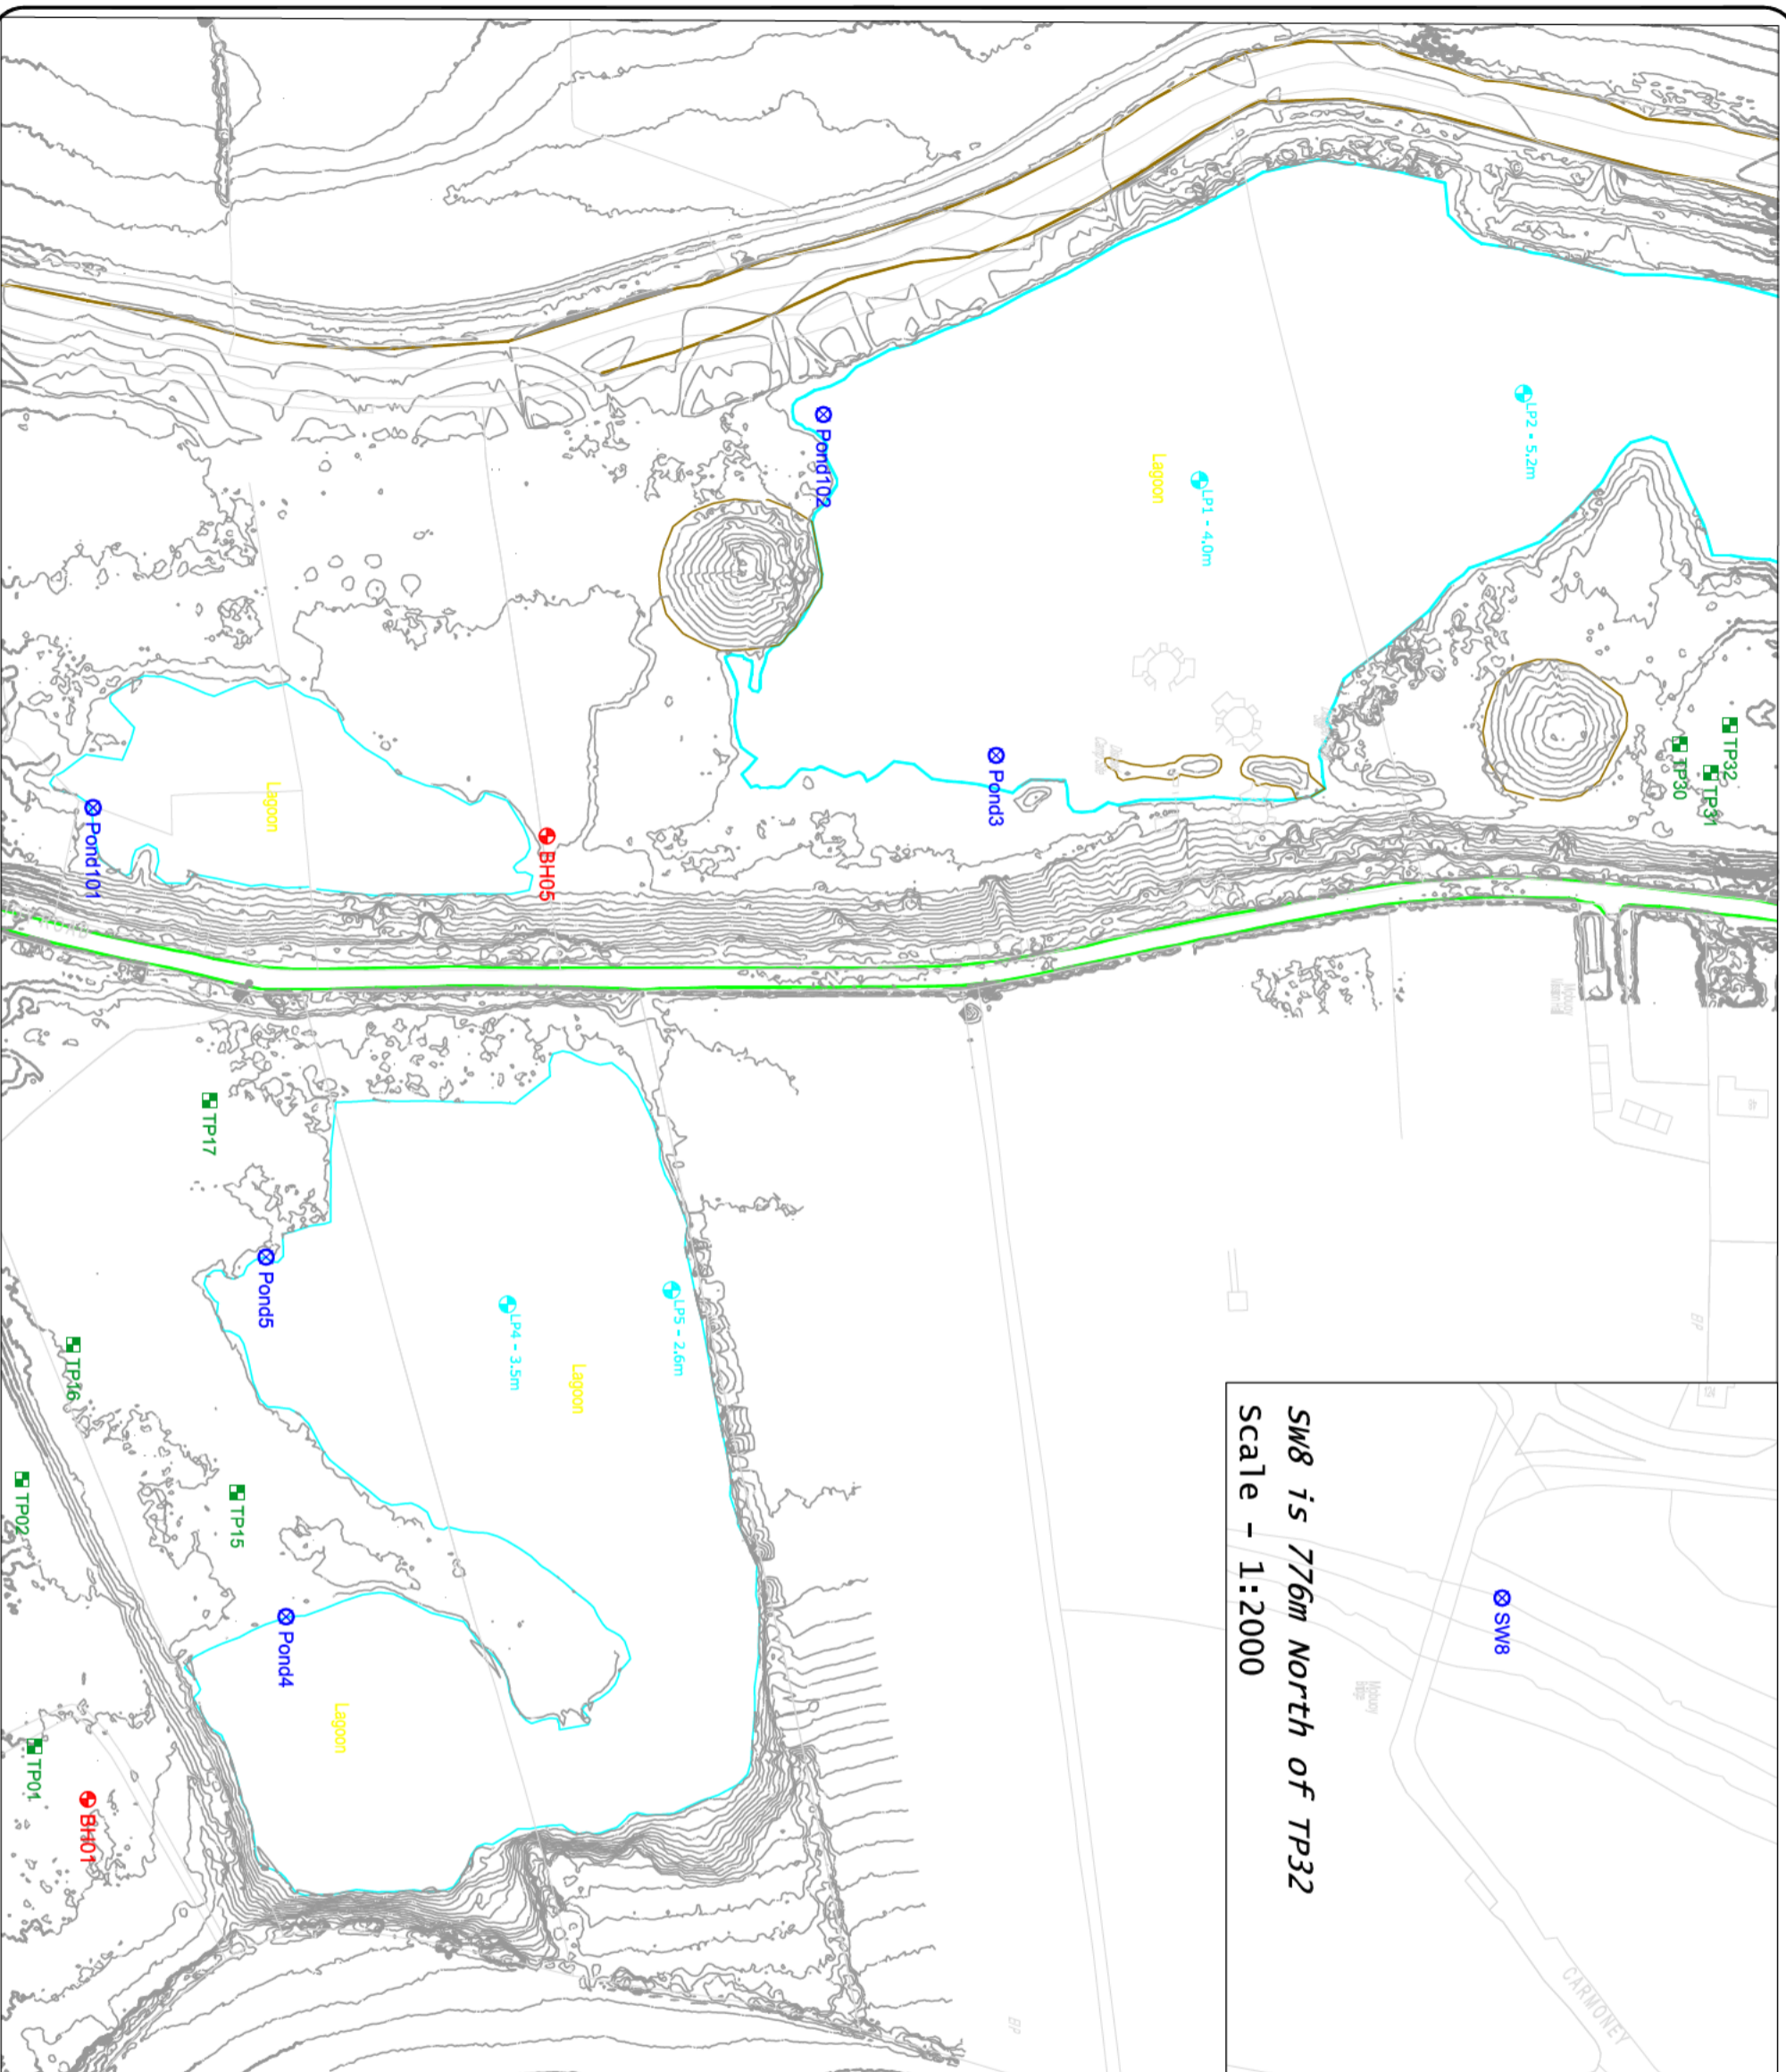 SW8 is 776m North of TP32
Scale - 1:2000
SW8
CARMONEY
TP32
TP31
TP30
LP2 - 5.2m
LP1 - 4.0m
Lagoon
Pond102
Pond3
BH05
Lagoon
Pond101
ROAD
TP17
Pond5
LP5 - 2.6m
LP4 - 3.5m
Lagoon
TP16
TP15
TP02
Pond4
Lagoon
TP01
BH01